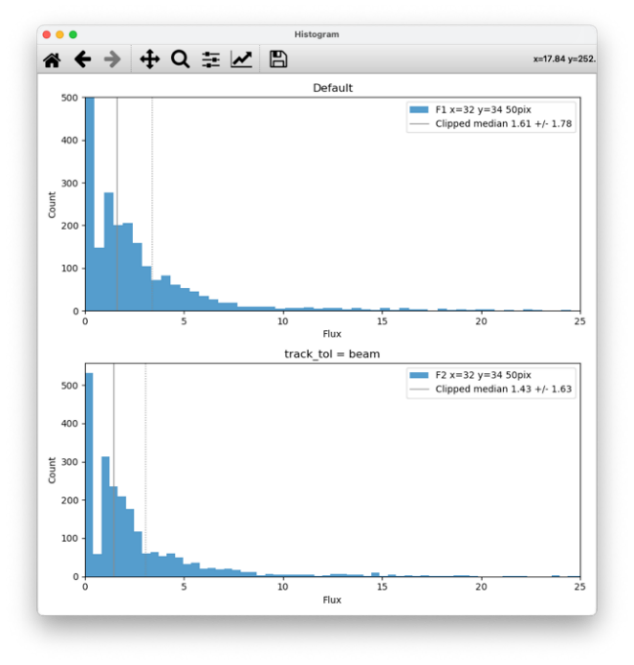 Histogram
x=17.84 y=252.
Default
F1 x=32 y=34 50pix
Clipped median 1.61 +/- 1.78
500
400
300
200
100
0
Count
0 5 10 15 20 25
Flux
track_tol = beam
F2 x=32 y=34 50pix
Clipped median 1.43 +/- 1.63
500
400
300
200
100
0
Count
0 5 10 15 20 25
Flux